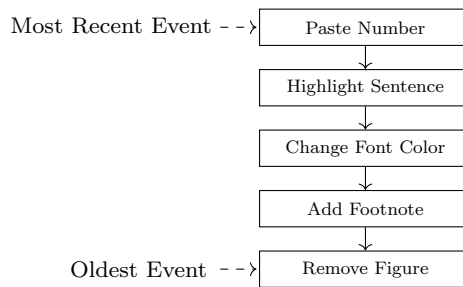 Most Recent Event Paste Number
Highlight Sentence
Change Font Color
Add Footnote
Oldest Event Remove Figure